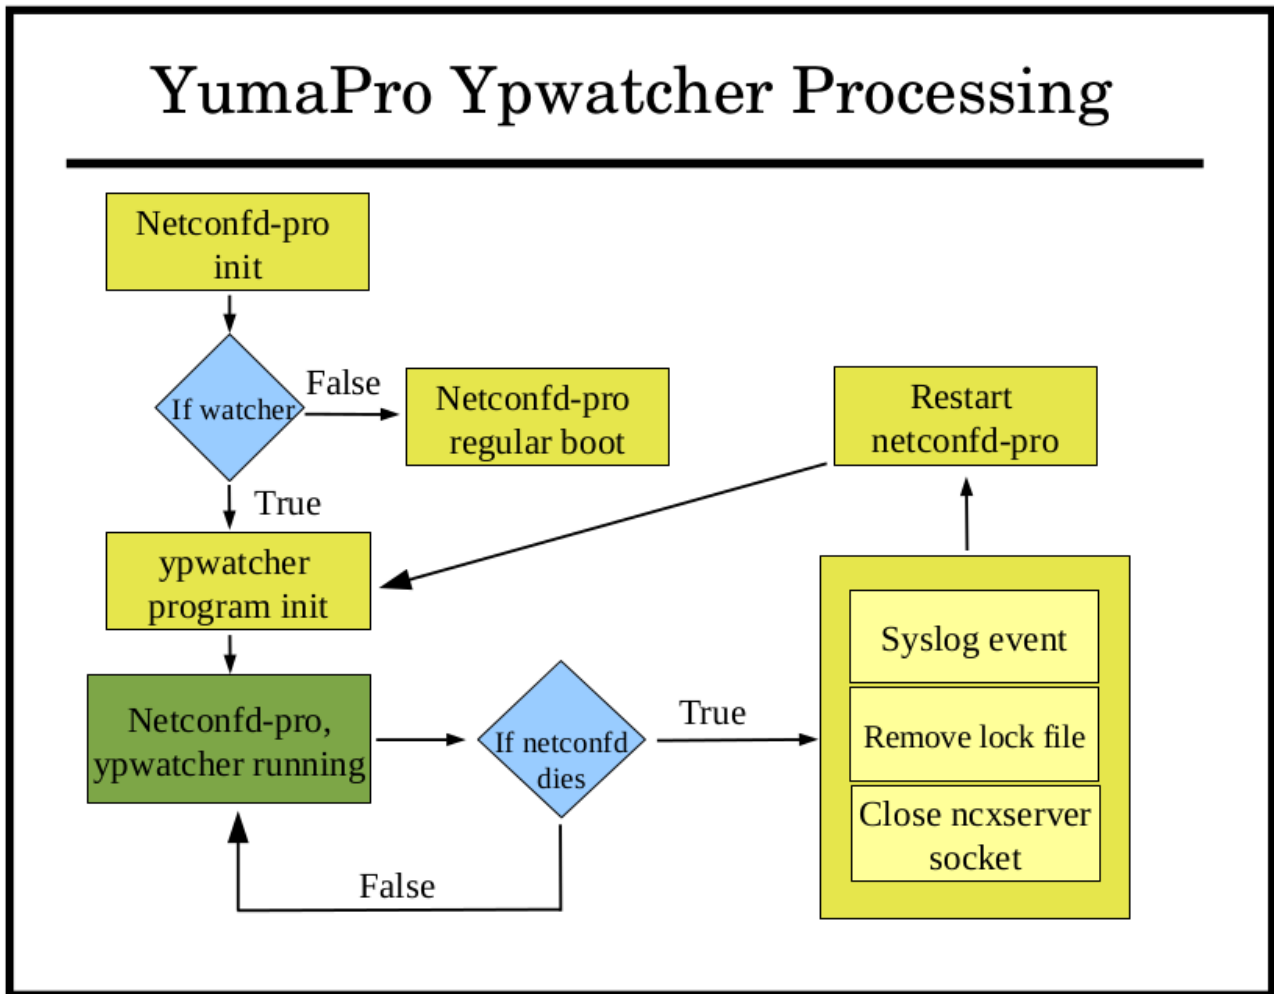 YumaPro Ypwatcher Processing
Netconfd-pro
init
If watcher
False
Netconfd-pro
regular boot
Restart
netconfd-pro
True
ypwatcher
program init
Netconfd-pro,
ypwatcher running
If netconfd
dies
True
False
Syslog event
Remove lock file
Close ncxserver
socket